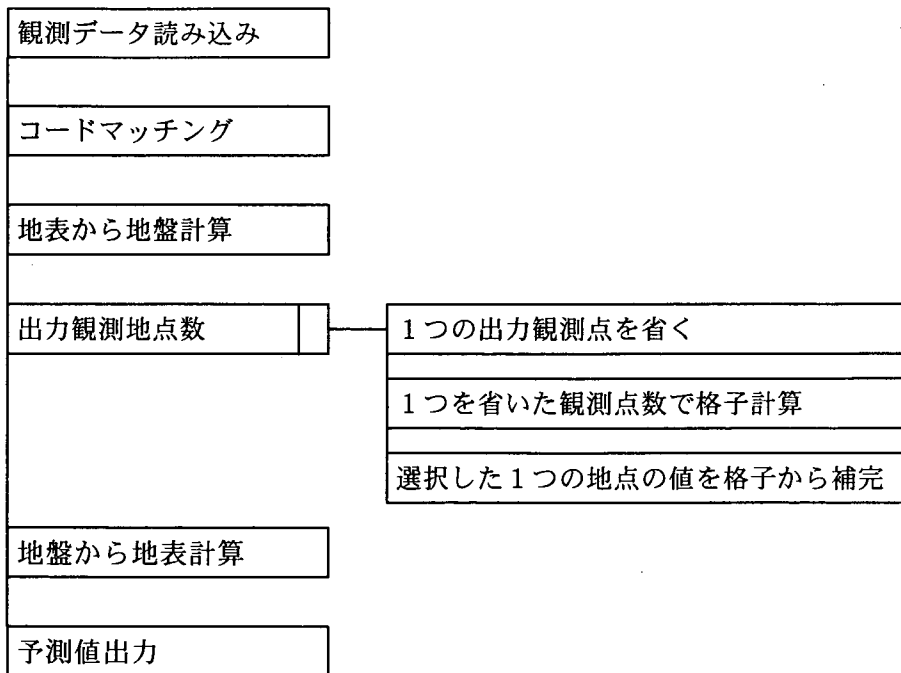 観測データ読み込み
コードマッチング
地表から地盤計算
出力観測地点数
1つの出力観測点を省く
1つを省いた観測点数で格子計算
選択した1つの地点の値を格子から補完
地盤から地表計算
予測値出力